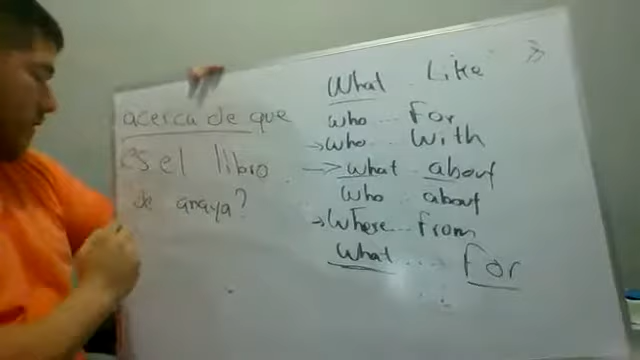 acerca de que
es el libro
de anaya?
What .. Like
who ... For
→who... With
→what about
who .. about
→Where... From
What .... For